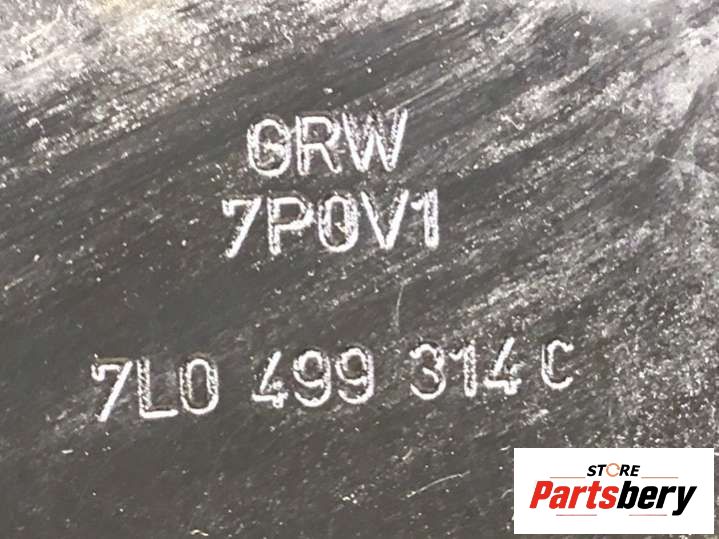 GRW
7P0V1
7L0 499 314 C
STORE
Partsbery